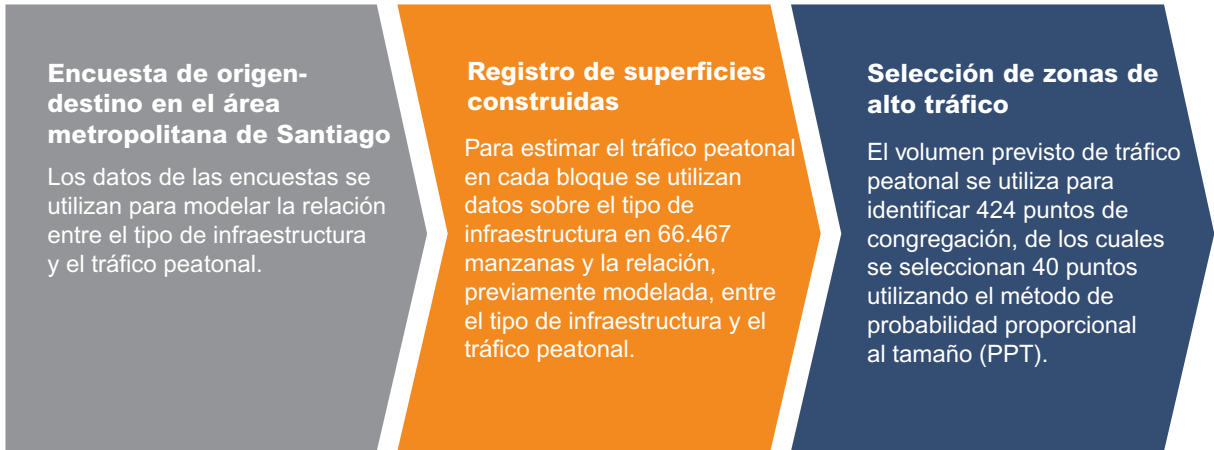 Encuesta de origen-
destino en el área
metropolitana de Santiago
Los datos de las encuestas se
utilizan para modelar la relación
entre el tipo de infraestructura
y el tráfico peatonal.
Registro de superficies
construidas
Para estimar el tráfico peatonal
en cada bloque se utilizan
datos sobre el tipo de
infraestructura en 66.467
manzanas y la relación,
previamente modelada, entre
el tipo de infraestructura y el
tráfico peatonal.
Selección de zonas de
alto tráfico
El volumen previsto de tráfico
peatonal se utiliza para
identificar 424 puntos de
congregación, de los cuales
se seleccionan 40 puntos
utilizando el método de
probabilidad proporcional
al tamaño (PPT).